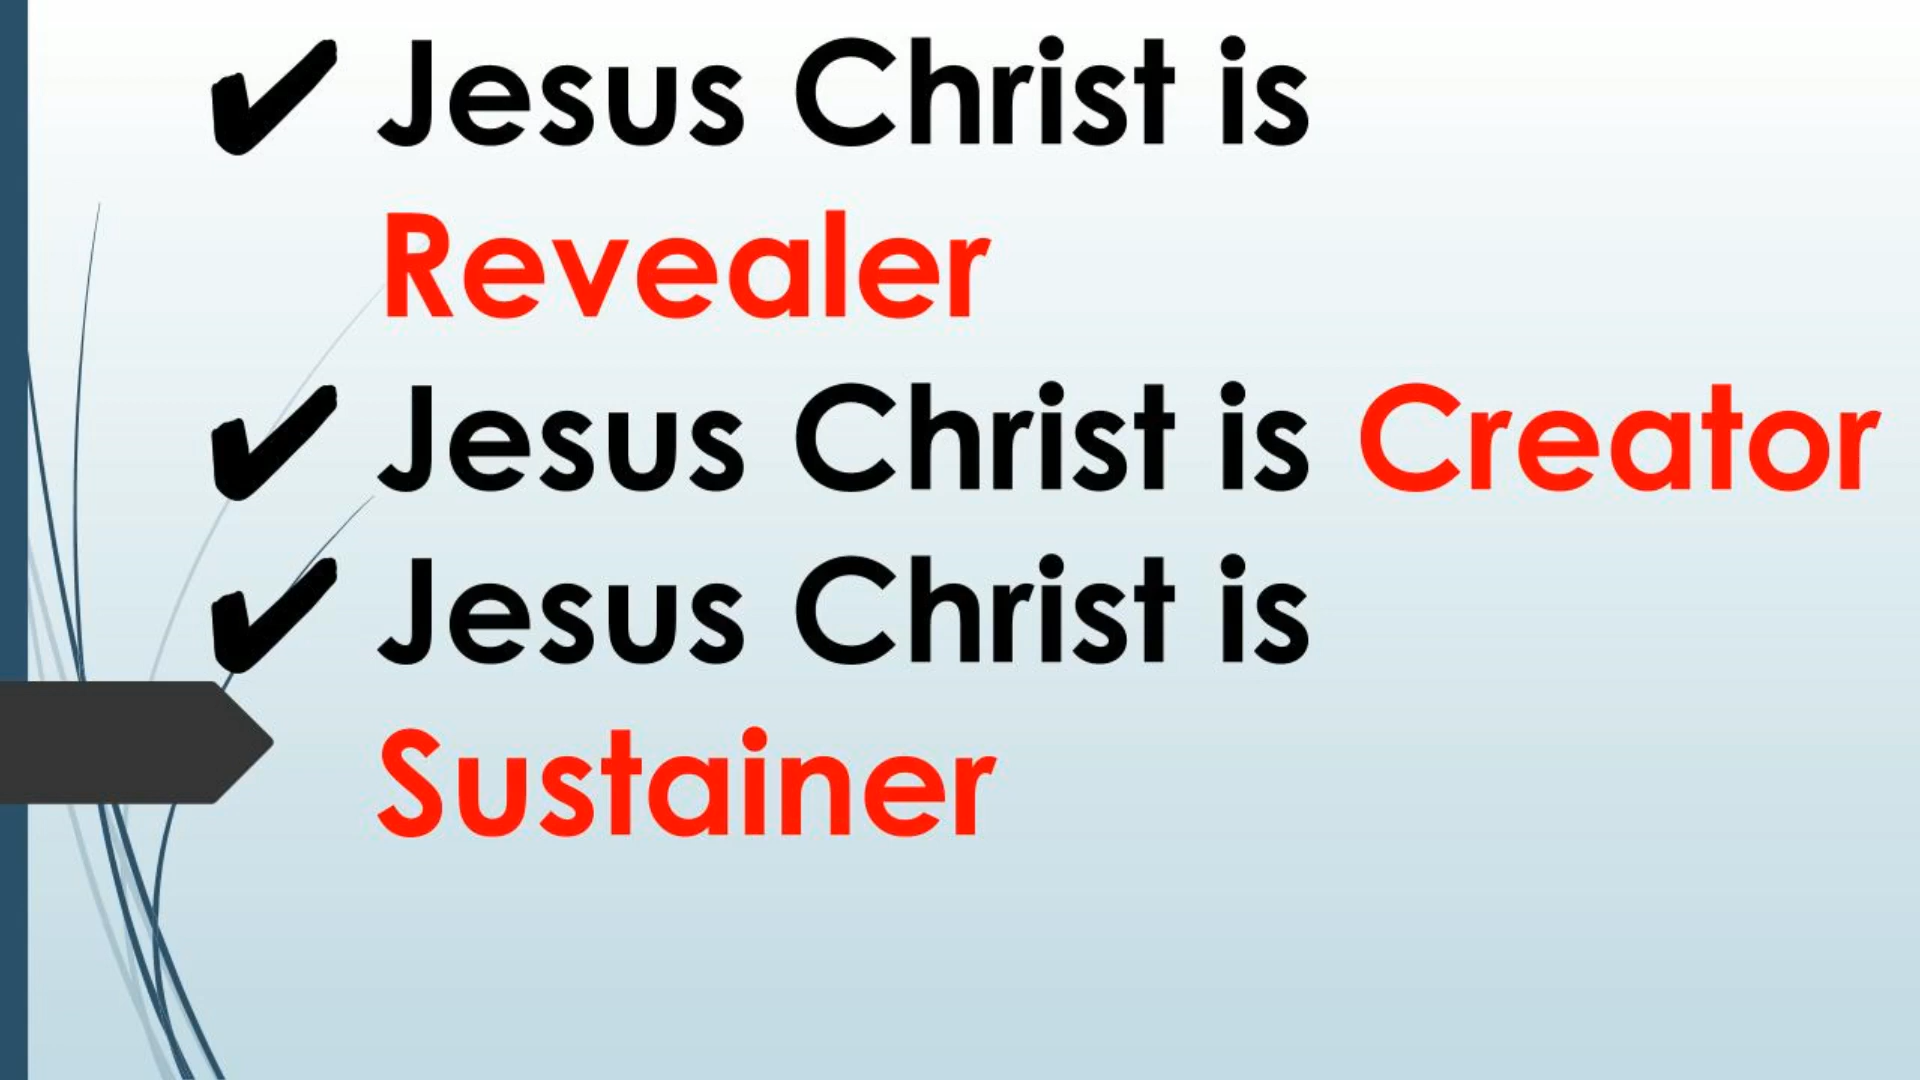 ✔ Jesus Christ is
Revealer
✔ Jesus Christ is Creator
✔ Jesus Christ is
Sustainer